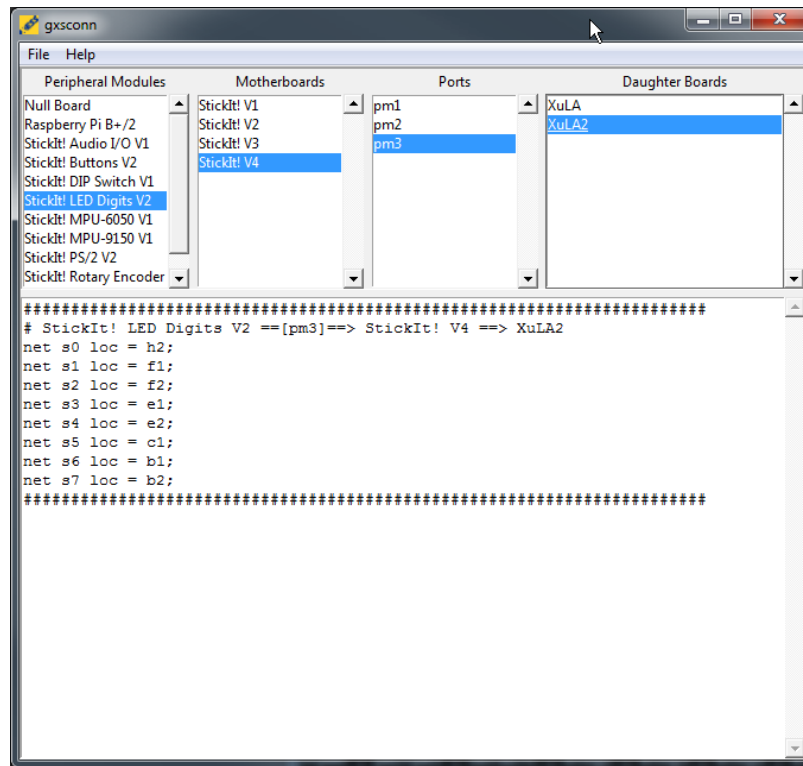 gxsconn
File Help
Peripheral Modules
Null Board
Raspberry Pi B+/2
StickIt! Audio I/O V1
StickIt! Buttons V2
StickIt! DIP Switch V1
StickIt! LED Digits V2
StickIt! MPU-6050 V1
StickIt! MPU-9150 V1
StickIt! PS/2 V2
StickIt! Rotary Encoder
Motherboards
StickIt! V1
StickIt! V2
StickIt! V3
StickIt! V4
Ports
pm1
pm2
pm3
Daughter Boards
XuLA
XuLA2
########################################################################
# StickIt! LED Digits V2 ==[pm3]==> StickIt! V4 ==> XuLA2
net s0 loc = h2;
net s1 loc = f1;
net s2 loc = f2;
net s3 loc = e1;
net s4 loc = e2;
net s5 loc = c1;
net s6 loc = b1;
net s7 loc = b2;
########################################################################